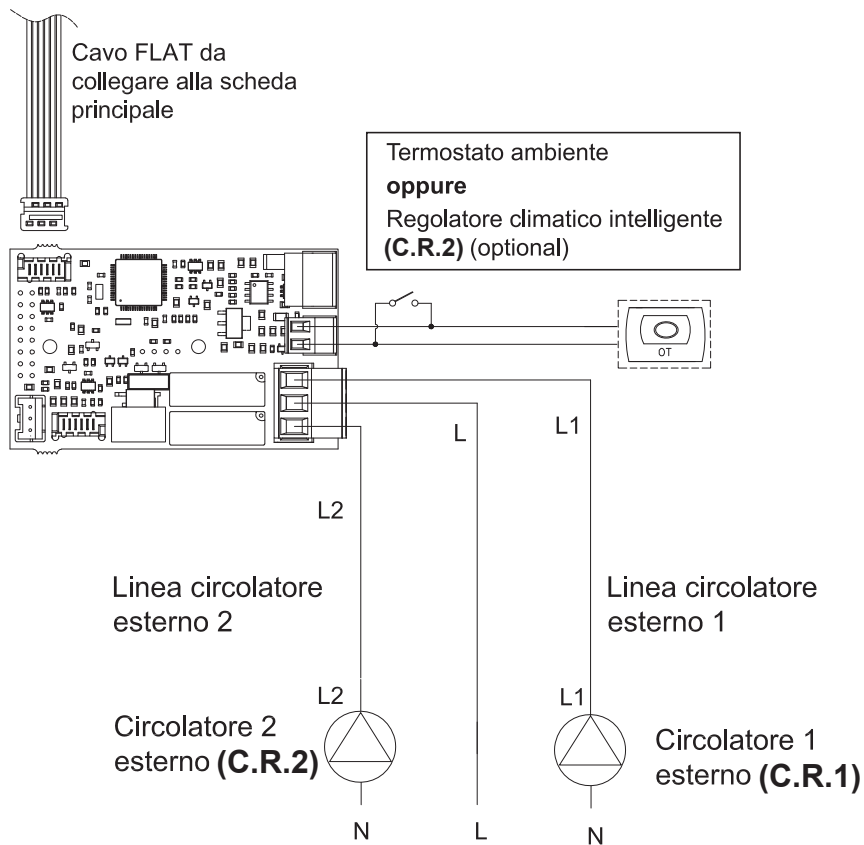 Cavo FLAT da
collegare alla scheda
principale
Termostato ambiente
oppure
Regolatore climatico intelligente
(C.R.2) (optional)
OT
L
L1
L2
Linea circolatore
esterno 2
Linea circolatore
esterno 1
L2
L1
Circolatore 2
esterno (C.R.2)
Circolatore 1
esterno (C.R.1)
N
L
N